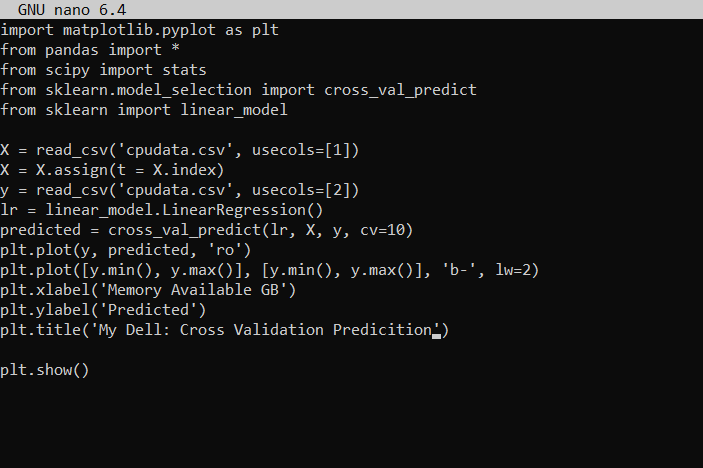 GNU nano 6.4
import matplotlib.pyplot as plt
from pandas import *
from scipy import stats
from sklearn.model_selection import cross_val_predict
from sklearn import linear_model
X = read_csv('cpudata.csv', usecols=[1])
X = X.assign(t = X.index)
y = read_csv('cpudata.csv', usecols=[2])
lr = linear_model.LinearRegression()
predicted = cross_val_predict(lr, X, y, cv=10)
plt.plot(y, predicted, 'ro')
plt.plot([y.min(), y.max()], [y.min(), y.max()], 'b-', lw=2)
plt.xlabel('Memory Available GB')
plt.ylabel('Predicted')
plt.title('My Dell: Cross Validation Predicition')
plt.show()